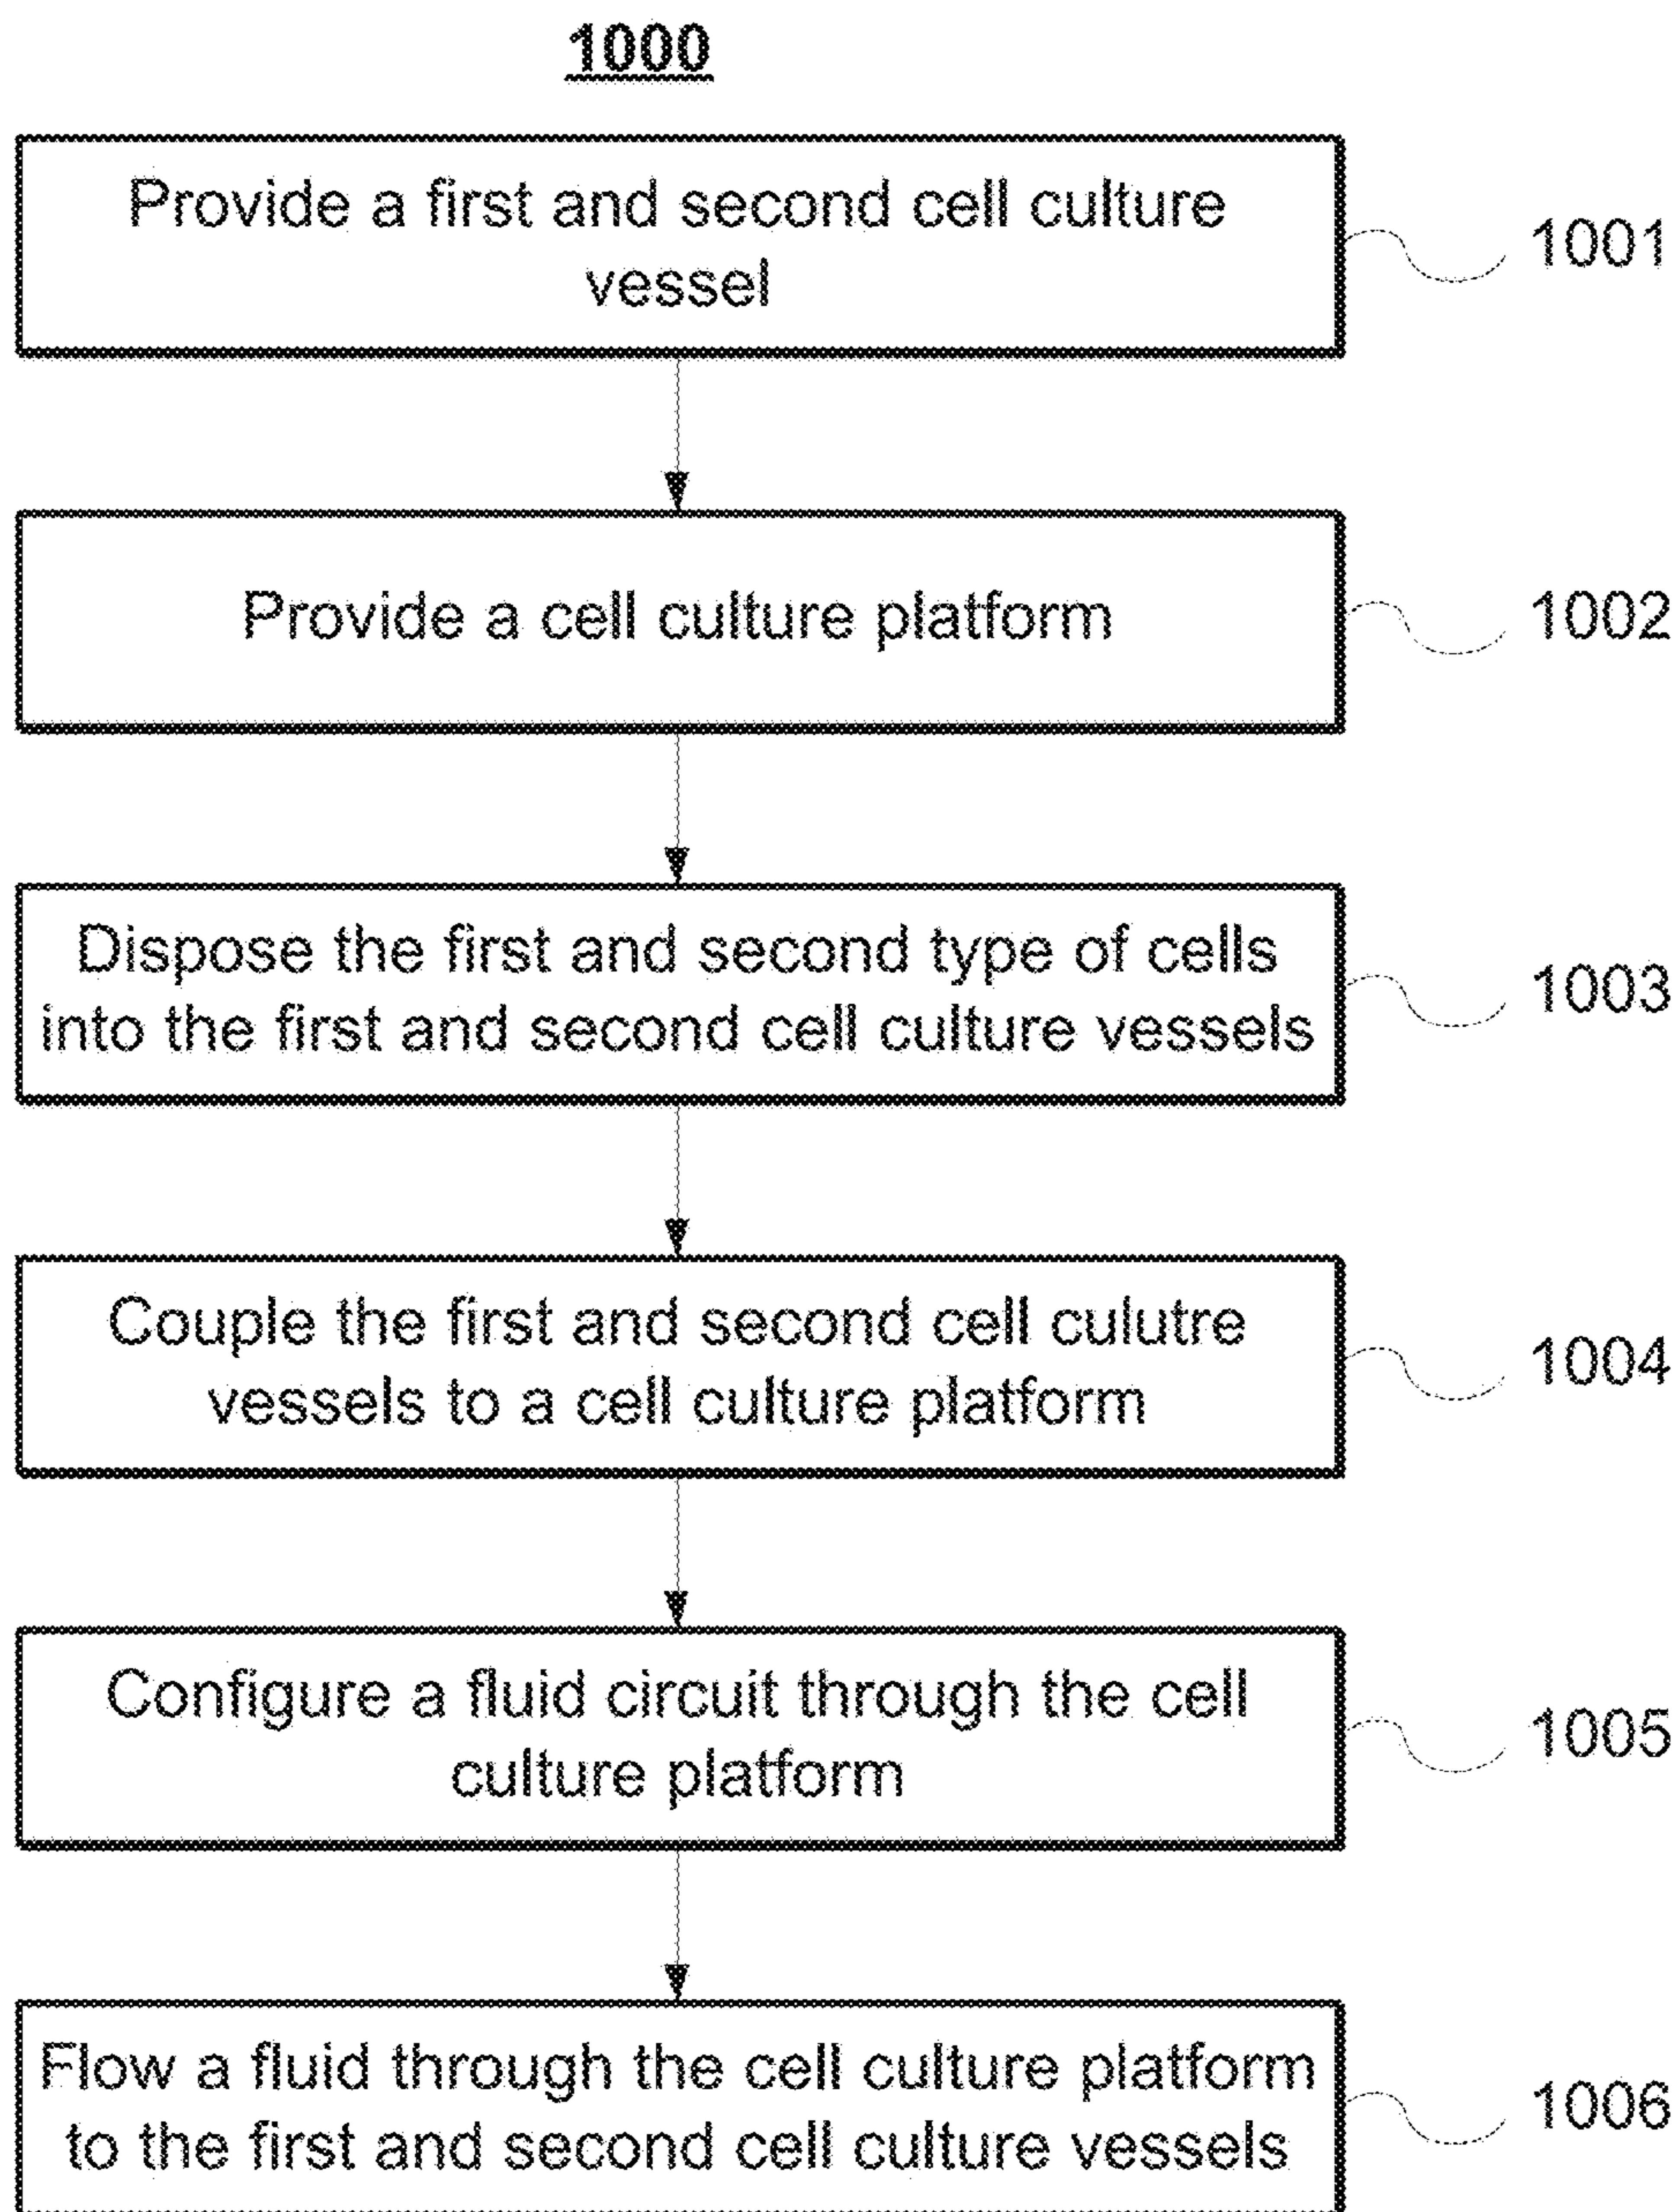 1000
Provide a first and second cell culture
vessel
1001
Provide a cell culture platform
1002
Dispose the first and second type of cells
into the first and second cell culture vessels
1003
Couple the first and second cell culutre
vessels to a cell culture platform
1004
Configure a fluid circuit through the cell
culture platform
1005
Flow a fluid through the cell culture platform
to the first and second cell culture vessels
1006